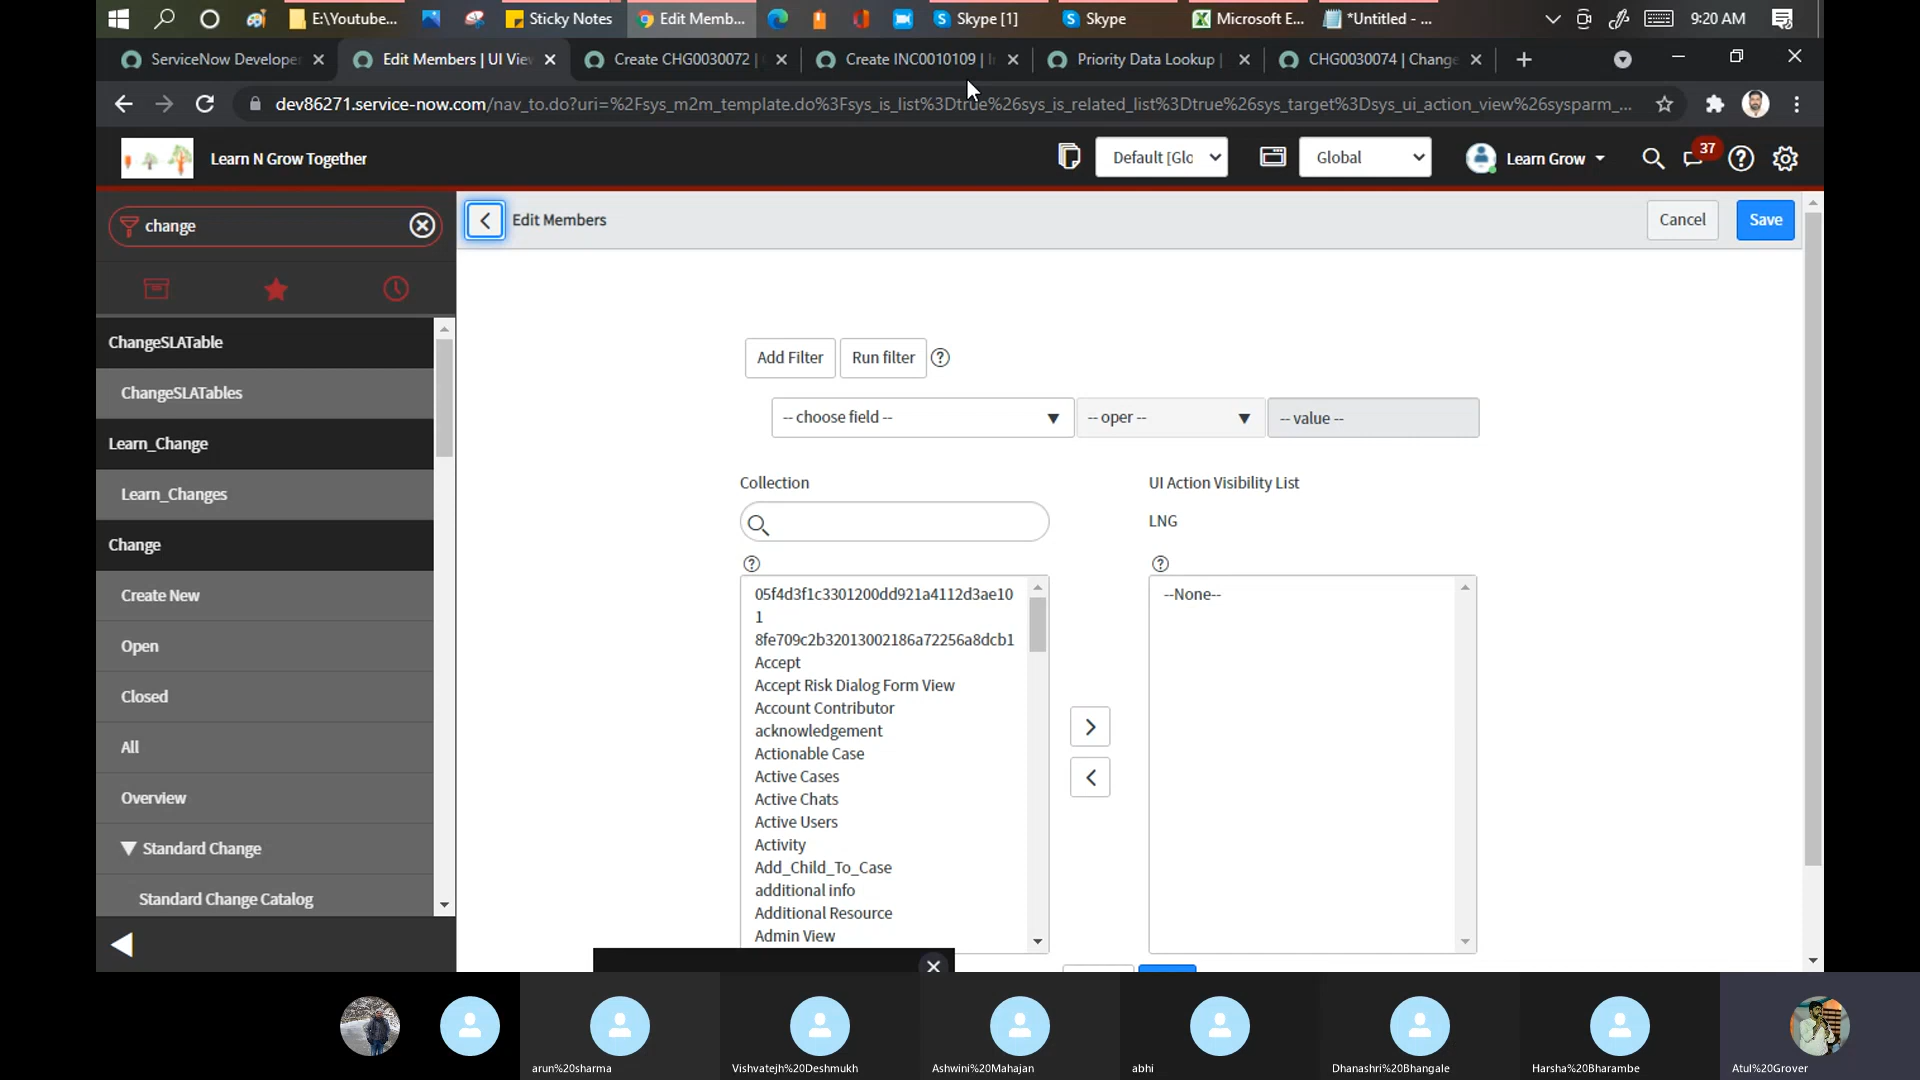 E:\Youtube...
Sticky Notes
Edit Memb...
Skype [1]
Skype
Microsoft E...
*Untitled - ...
9:20 AM
ServiceNow Develope
Edit Members | UI Vie
Create CHG0030072 |
Create INC0010109 |
Priority Data Lookup |
CHG0030074 | Change
dev86271.service-now.com/nav_to.do?uri=%2Fsys_m2m_template.do%3Fsys_is_list%3Dtrue%26sys_is_related_list%3Dtrue%26sys_target%3Dsys_ui_action_view%26sysparm_...
Learn N Grow Together
Default [Glo
Global
Learn Grow
37
change
Edit Members
Cancel
Save
ChangeSLATable
ChangeSLATables
Learn_Change
Learn_Changes
Change
Create New
Open
Closed
All
Overview
Standard Change
Standard Change Catalog
Add Filter
Run filter
-- choose field --
-- oper --
-- value --
Collection
UI Action Visibility List
LNG
05f4d3f1c3301200dd921a4112d3ae10
1
8fe709c2b32013002186a72256a8dcb1
Accept
Accept Risk Dialog Form View
Account Contributor
acknowledgement
Actionable Case
Active Cases
Active Chats
Active Users
Activity
Add_Child_To_Case
additional info
Additional Resource
Admin View
--None--
arun%20sharma
Vishvatejh%20Deshmukh
Ashwini%20Mahajan
abhi
Dhanashri%20Bhangale
Harsha%20Bharambe
Atul%20Grover